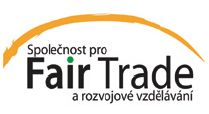 Společnost pro
Fair Trade
a rozvojové vzdělávání